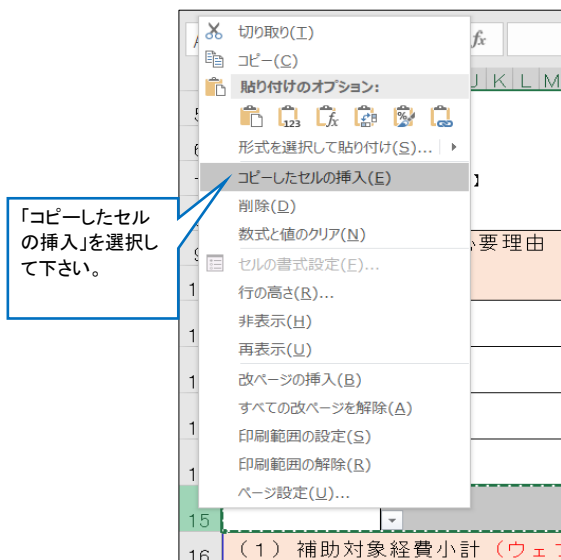 切り取り(T)
fx
コピー(C)
貼り付けのオプション:
J K L M
123 fx
形式を選択して貼り付け(S)...
コピーしたセルの挿入(E)
】
「コピーしたセル
の挿入」を選択し
て下さい。
削除(D)
数式と値のクリア(N)
要理由
セルの書式設定(F)...
行の高さ(R)...
非表示(H)
再表示(U)
改ページの挿入(B)
すべての改ページを解除(A)
印刷範囲の設定(S)
印刷範囲の解除(R)
ページ設定(U)...
15
16 (1) 補助対象経費小計 (ウェ